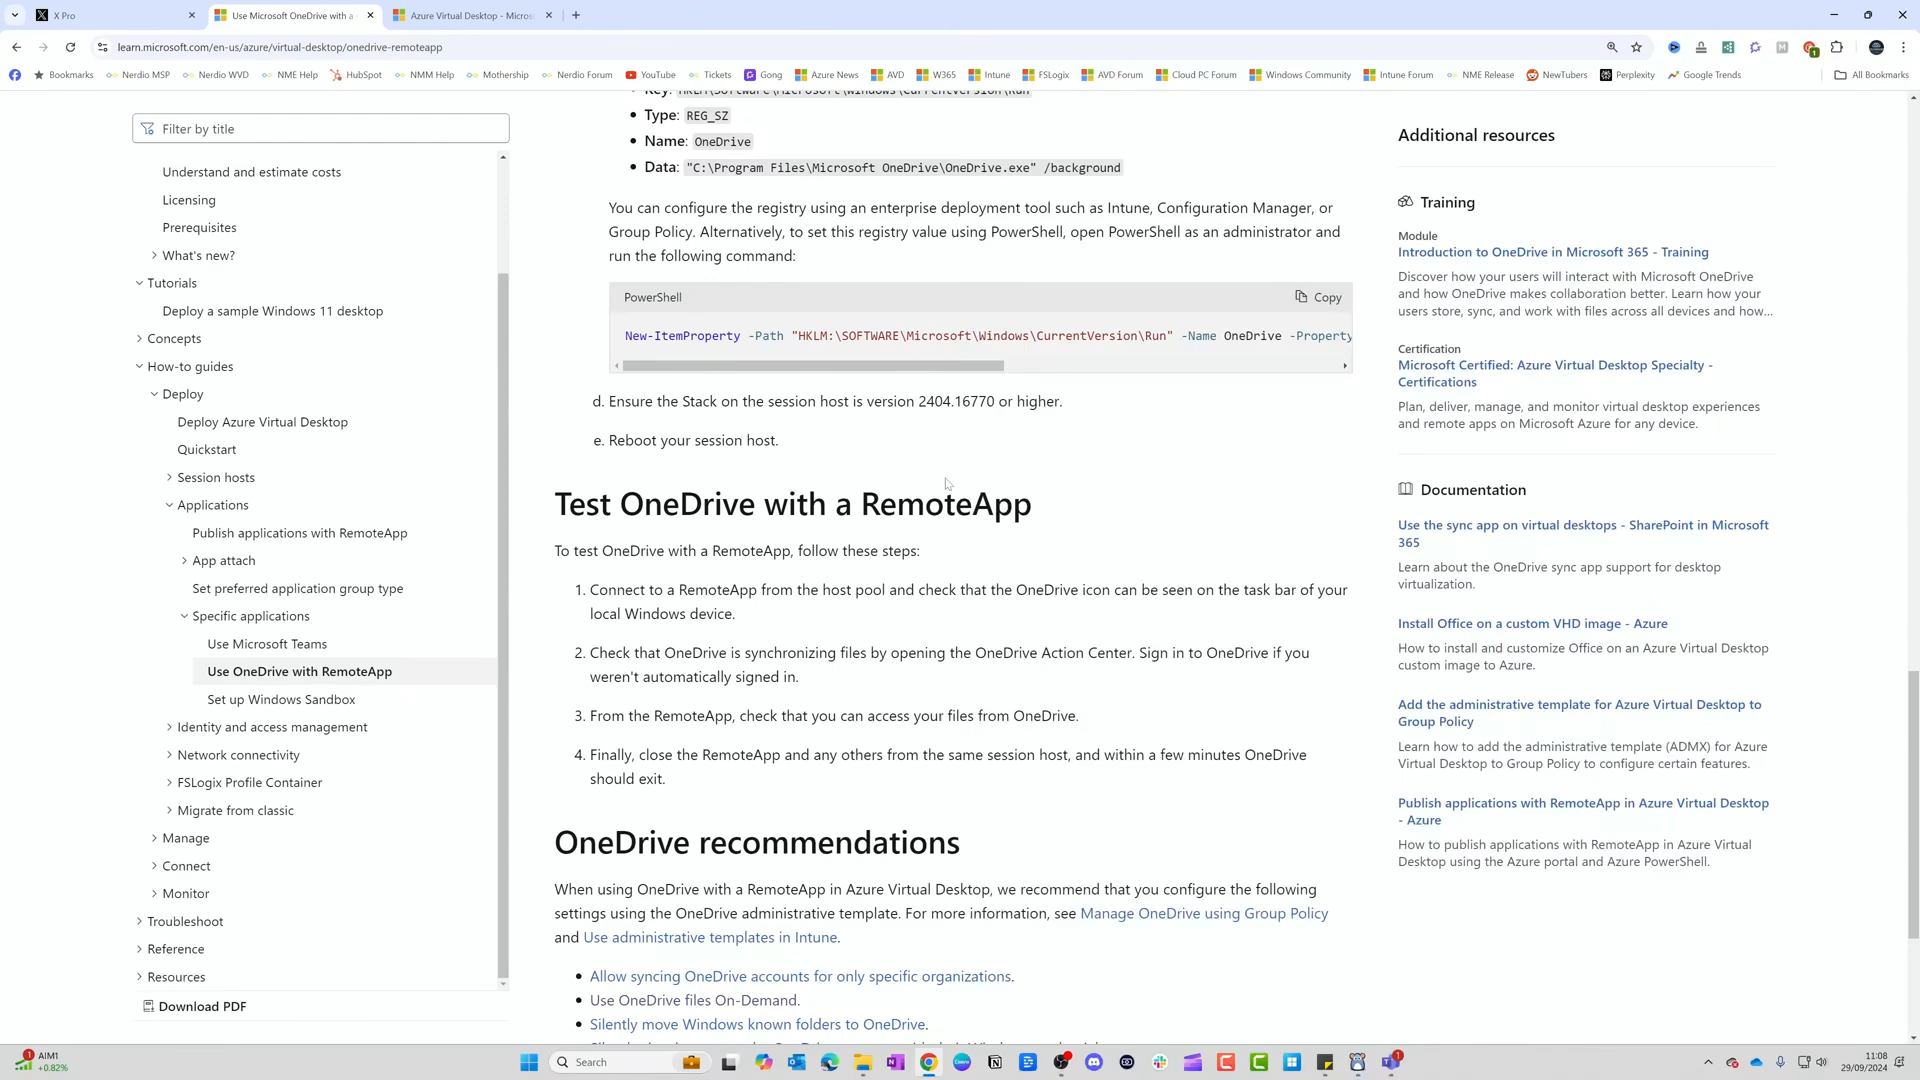 X Pro
Use Microsoft OneDrive with a
Azure Virtual Desktop - Micros
learn.microsoft.com/en-us/azure/virtual-desktop/onedrive-remoteapp
Bookmarks
Nerdio MSP
Nerdio WVD
NME Help
HubSpot
NMM Help
Mothership
Nerdio Forum
YouTube
Tickets
Gong
Azure News
AVD
W365
Intune
FSLogix
AVD Forum
Cloud PC Forum
Windows Community
Intune Forum
NME Release
NewTubers
Perplexity
Google Trends
All Bookmarks
Filter by title
Understand and estimate costs
Licensing
Prerequisites
What's new?
Tutorials
Deploy a sample Windows 11 desktop
Concepts
How-to guides
Deploy
Deploy Azure Virtual Desktop
Quickstart
Session hosts
Applications
Publish applications with RemoteApp
App attach
Set preferred application group type
Specific applications
Use Microsoft Teams
Use OneDrive with RemoteApp
Set up Windows Sandbox
Identity and access management
Network connectivity
FSLogix Profile Container
Migrate from classic
Manage
Connect
Monitor
Troubleshoot
Reference
Resources
Download PDF
Key: HKLM\Software\Microsoft\Windows\CurrentVersion\Run
Type: REG_SZ
Name: OneDrive
Data: "C:\Program Files\Microsoft OneDrive\OneDrive.exe" /background
You can configure the registry using an enterprise deployment tool such as Intune, Configuration Manager, or
Group Policy. Alternatively, to set this registry value using PowerShell, open PowerShell as an administrator and
run the following command:
PowerShell
Copy
New-ItemProperty -Path "HKLM:\SOFTWARE\Microsoft\Windows\CurrentVersion\Run" -Name OneDrive -Property
d. Ensure the Stack on the session host is version 2404.16770 or higher.
e. Reboot your session host.
Test OneDrive with a RemoteApp
To test OneDrive with a RemoteApp, follow these steps:
1. Connect to a RemoteApp from the host pool and check that the OneDrive icon can be seen on the task bar of your
local Windows device.
2. Check that OneDrive is synchronizing files by opening the OneDrive Action Center. Sign in to OneDrive if you
weren't automatically signed in.
3. From the RemoteApp, check that you can access your files from OneDrive.
4. Finally, close the RemoteApp and any others from the same session host, and within a few minutes OneDrive
should exit.
OneDrive recommendations
When using OneDrive with a RemoteApp in Azure Virtual Desktop, we recommend that you configure the following
settings using the OneDrive administrative template. For more information, see Manage OneDrive using Group Policy
and Use administrative templates in Intune.
Allow syncing OneDrive accounts for only specific organizations.
Use OneDrive files On-Demand.
Silently move Windows known folders to OneDrive.
Additional resources
Training
Module
Introduction to OneDrive in Microsoft 365 - Training
Discover how your users will interact with Microsoft OneDrive
and how OneDrive makes collaboration better. Learn how your
users store, sync, and work with files across all devices and how...
Certification
Microsoft Certified: Azure Virtual Desktop Specialty -
Certifications
Plan, deliver, manage, and monitor virtual desktop experiences
and remote apps on Microsoft Azure for any device.
Documentation
Use the sync app on virtual desktops - SharePoint in Microsoft
365
Learn about the OneDrive sync app support for desktop
virtualization.
Install Office on a custom VHD image - Azure
How to install and customize Office on an Azure Virtual Desktop
custom image to Azure.
Add the administrative template for Azure Virtual Desktop to
Group Policy
Learn how to add the administrative template (ADMX) for Azure
Virtual Desktop to Group Policy to configure certain features.
Publish applications with RemoteApp in Azure Virtual Desktop
- Azure
How to publish applications with RemoteApp in Azure Virtual
Desktop using the Azure portal and Azure PowerShell.
AIM1
+0.82%
Search
11:08
29/09/2024